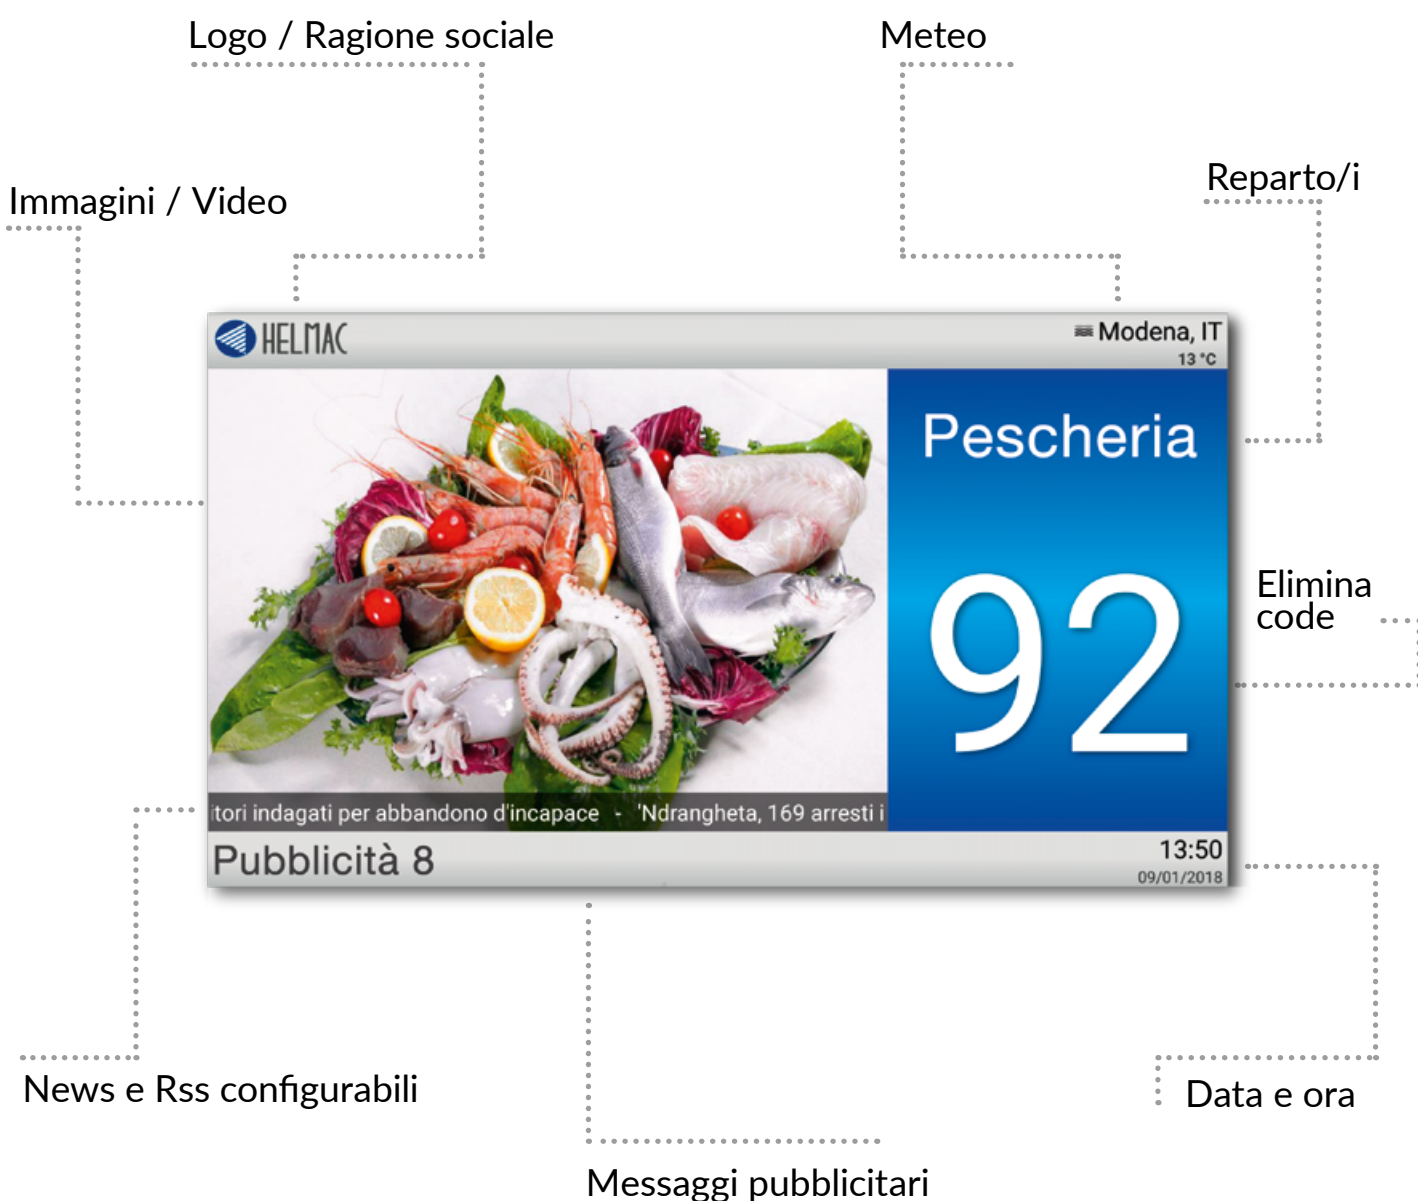 Logo / Ragione sociale
Meteo
Reparto/i
Immagini / Video
HELMAC
Modena, IT
13 °C
Pescheria
92
Elimina
code
itori indagati per abbandono d'incapace - 'Ndrangheta, 169 arresti i
Pubblicità 8
13:50
09/01/2018
News e Rss configurabili
Data e ora
Messaggi pubblicitari